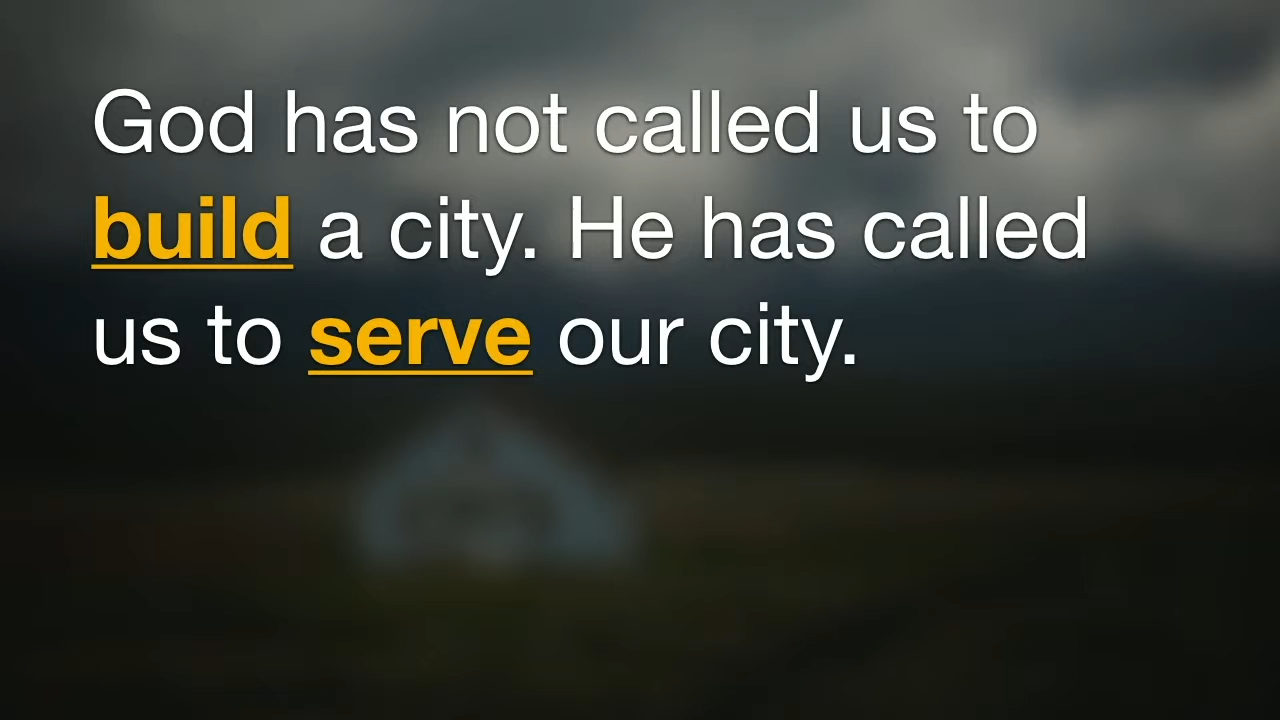 God has not called us to
build a city. He has called
us to serve our city.